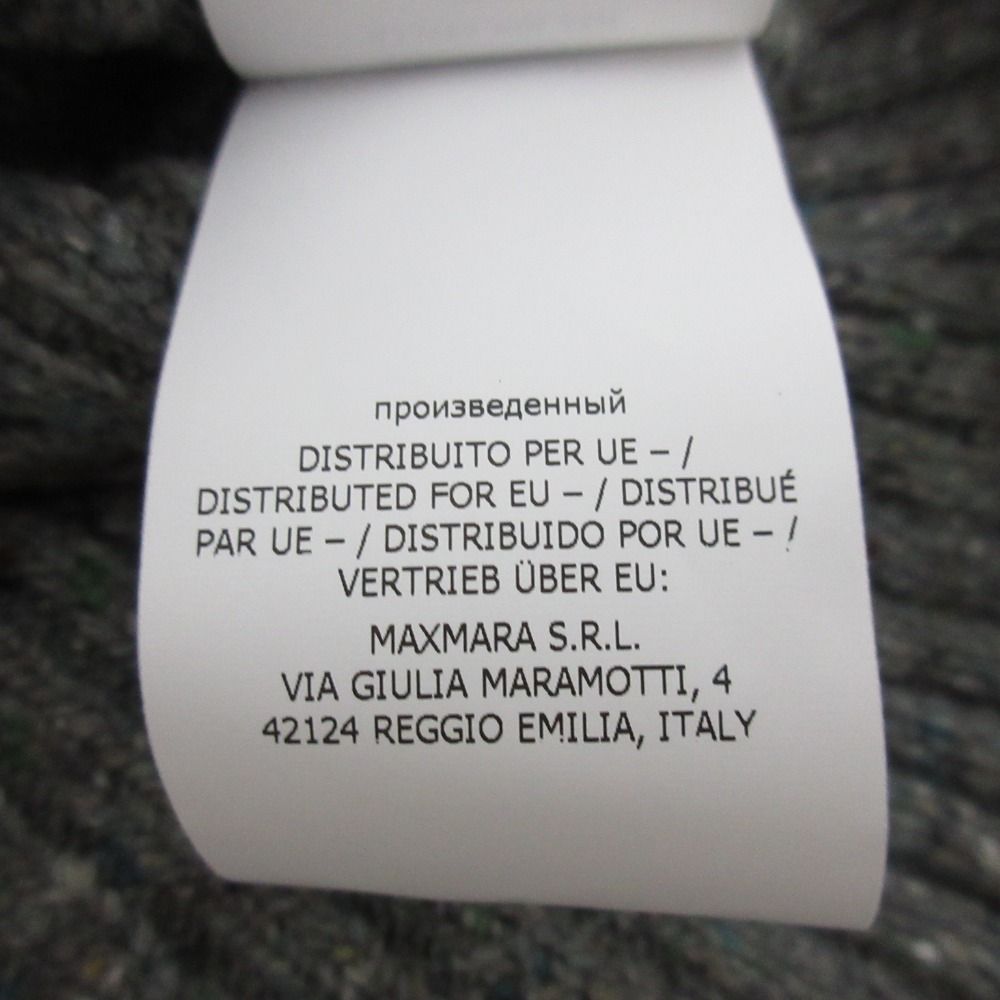 произведенный
DISTRIBUITO PER UE – /
DISTRIBUTED FOR EU – / DISTRIBUÉ
PAR UE – / DISTRIBUIDO POR UE – /
VERTRIEB ÜBER EU:
MAXMARA S.R.L.
VIA GIULIA MARAMOTTI, 4
42124 REGGIO EMILIA, ITALY